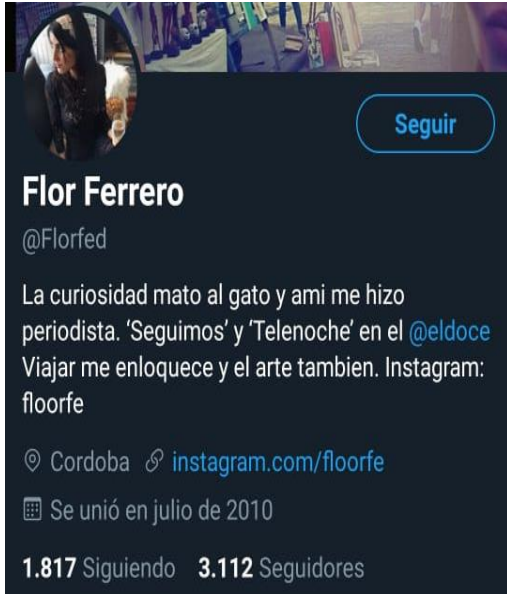 Seguir
Flor Ferrero
@Florfed
La curiosidad mato al gato y ami me hizo
periodista. ‘Seguimos’ y ‘Telenoche’ en el @eldoce
Viajar me enloquece y el arte tambien. Instagram:
floorfe
Cordoba instagram.com/floorfe
Se unió en julio de 2010
1.817 Siguiendo 3.112 Seguidores